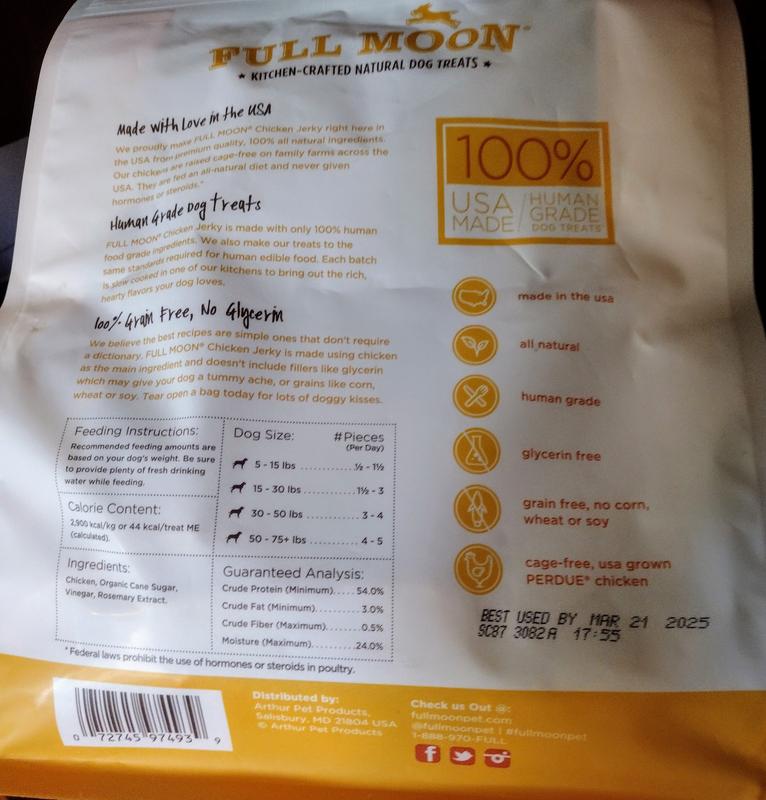 FULL MOON®
★ KITCHEN-CRAFTED NATURAL DOG TREATS ★
Made with Love in the USA
We proudly make FULL MOON® Chicken Jerky right here in
the USA from premium quality, 100% all natural ingredients.
Our chickens are raised cage-free on family farms across the
USA. They are fed an all-natural diet and never given
hormones or steroids.*
Human Grade Dog Treats
FULL MOON® Chicken Jerky is made with only 100% human
food grade ingredients. We also make our treats to the
same standards required for human edible food. Each batch
is slow cooked in one of our kitchens to bring out the rich,
hearty flavors your dog loves.
100% Grain Free, No Glycerin
We believe the best recipes are simple ones that don't require
a dictionary. FULL MOON® Chicken Jerky is made using chicken
as the main ingredient and doesn't include fillers like glycerin
which may give your dog a tummy ache, or grains like corn,
wheat or soy. Tear open a bag today for lots of doggy kisses.
100%
USA MADE / HUMAN GRADE DOG TREATS
made in the usa
all natural
human grade
glycerin free
grain free, no corn,
wheat or soy
cage-free, usa grown
PERDUE® chicken
Feeding Instructions:
Recommended feeding amounts are
based on your dog's weight. Be sure
to provide plenty of fresh drinking
water while feeding.
Calorie Content:
2,900 kcal/kg or 44 kcal/treat ME
(calculated).
Ingredients:
Chicken, Organic Cane Sugar,
Vinegar, Rosemary Extract.
Dog Size: #Pieces
(Per Day)
5 - 15 lbs ............ ½ - 1½
15 - 30 lbs ........... 1½ - 3
30 - 50 lbs ........... 3 - 4
50 - 75+ lbs .......... 4 - 5
Guaranteed Analysis:
Crude Protein (Minimum).... 54.0%
Crude Fat (Minimum)........ 3.0%
Crude Fiber (Maximum)...... 0.5%
Moisture (Maximum)......... 24.0%
*Federal laws prohibit the use of hormones or steroids in poultry.
BEST USED BY MAR 21 2025
SC87 3082A 17:55
0 72745 97493 9
Distributed by:
Arthur Pet Products,
Salisbury, MD 21804 USA
© Arthur Pet Products
Check us Out @:
fullmoonpet.com
@fullmoonpet | #fullmoonpet
1-888-970-FULL